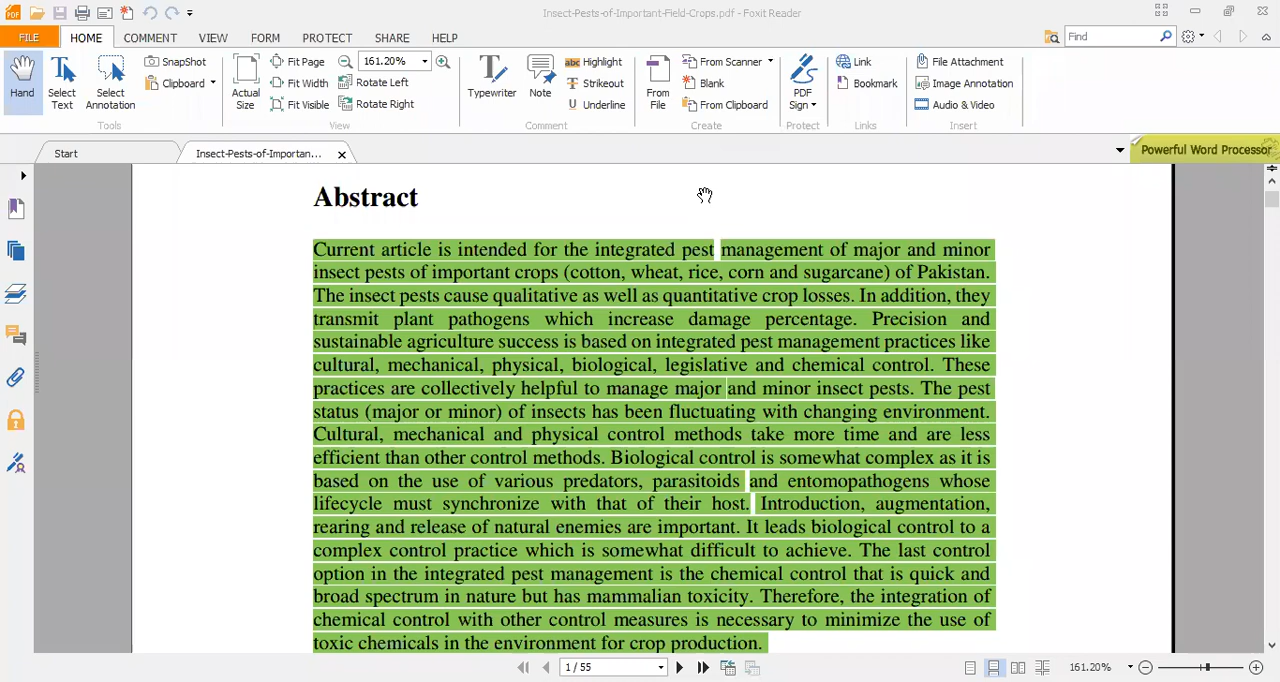 Insect-Pests-of-Important-Field-Crops.pdf - Foxit Reader
FILE HOME COMMENT VIEW FORM PROTECT SHARE HELP Find
Hand
Select Text
Select Annotation
SnapShot
Clipboard
Tools
Actual Size
Fit Page
Fit Width
Fit Visible
161.20%
Rotate Left
Rotate Right
View
Typewriter
Note
Highlight
Strikeout
Underline
Comment
From File
From Scanner
Blank
From Clipboard
Create
PDF Sign
Protect
Link
Bookmark
Links
File Attachment
Image Annotation
Audio & Video
Insert
Start
Insect-Pests-of-Importan...
Powerful Word Processor
Abstract
Current article is intended for the integrated pest management of major and minor
insect pests of important crops (cotton, wheat, rice, corn and sugarcane) of Pakistan.
The insect pests cause qualitative as well as quantitative crop losses. In addition, they
transmit plant pathogens which increase damage percentage. Precision and
sustainable agriculture success is based on integrated pest management practices like
cultural, mechanical, physical, biological, legislative and chemical control. These
practices are collectively helpful to manage major and minor insect pests. The pest
status (major or minor) of insects has been fluctuating with changing environment.
Cultural, mechanical and physical control methods take more time and are less
efficient than other control methods. Biological control is somewhat complex as it is
based on the use of various predators, parasitoids and entomopathogens whose
lifecycle must synchronize with that of their host. Introduction, augmentation,
rearing and release of natural enemies are important. It leads biological control to a
complex control practice which is somewhat difficult to achieve. The last control
option in the integrated pest management is the chemical control that is quick and
broad spectrum in nature but has mammalian toxicity. Therefore, the integration of
chemical control with other control measures is necessary to minimize the use of
toxic chemicals in the environment for crop production.
1 / 55
161.20%